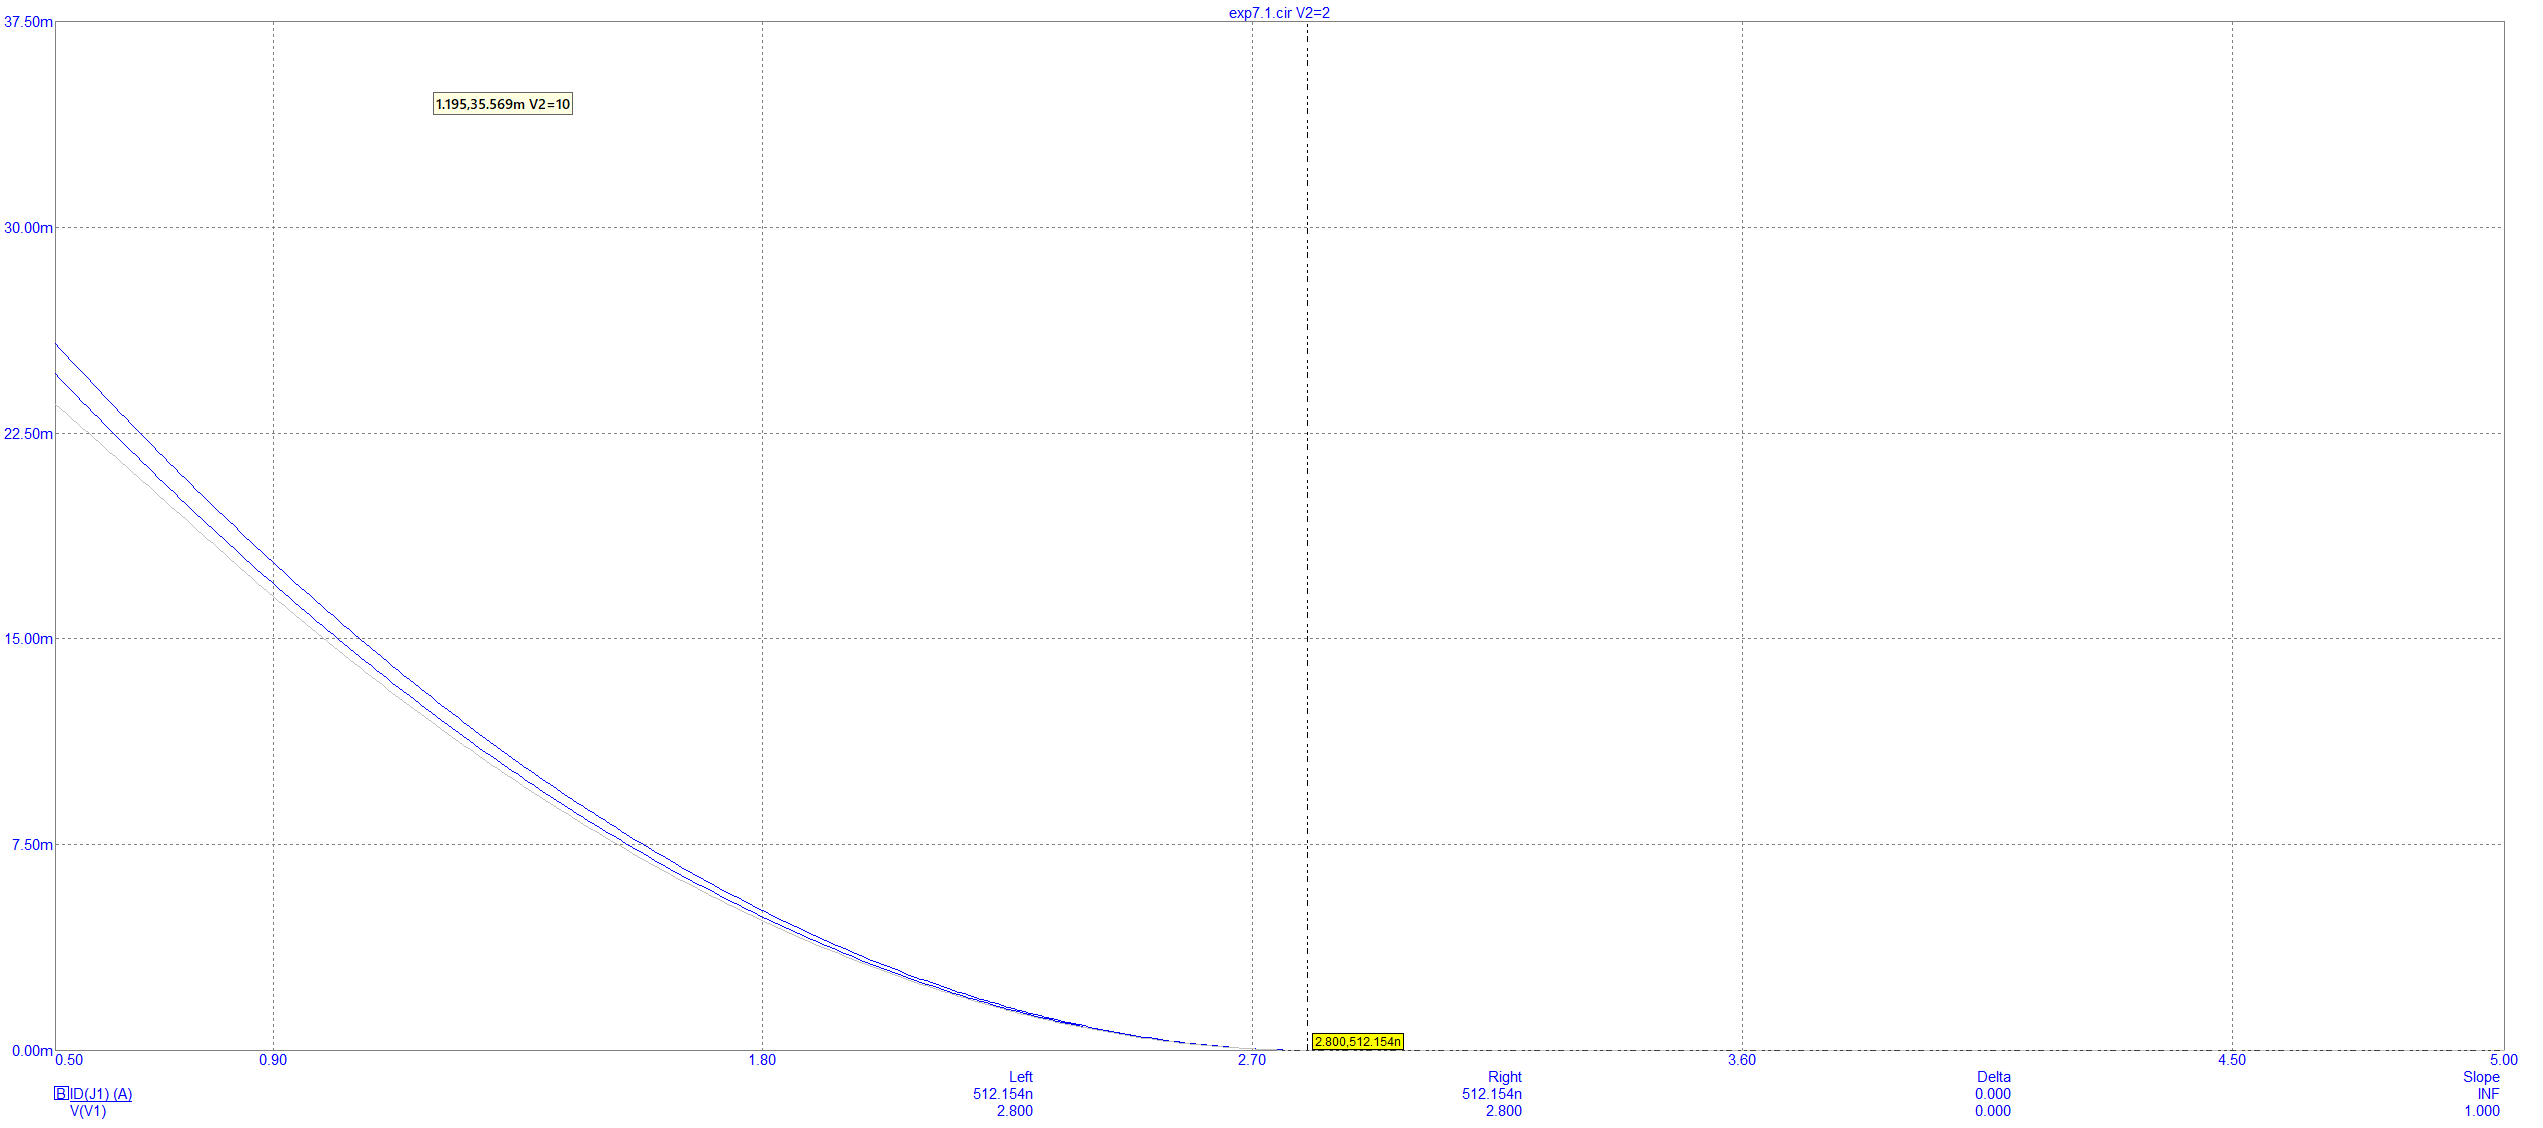 exp7.1.cir V2=2
37.50m
1.195,35.569m V2=10
30.00m
22.50m
15.00m
7.50m
0.00m
2.800,512.154n
0.50 0.90 1.80 2.70 3.60 4.50 5.00
Left Right Delta Slope
B ID(J1) (A) 512.154n 512.154n 0.000 INF
V(V1) 2.800 2.800 0.000 1.000